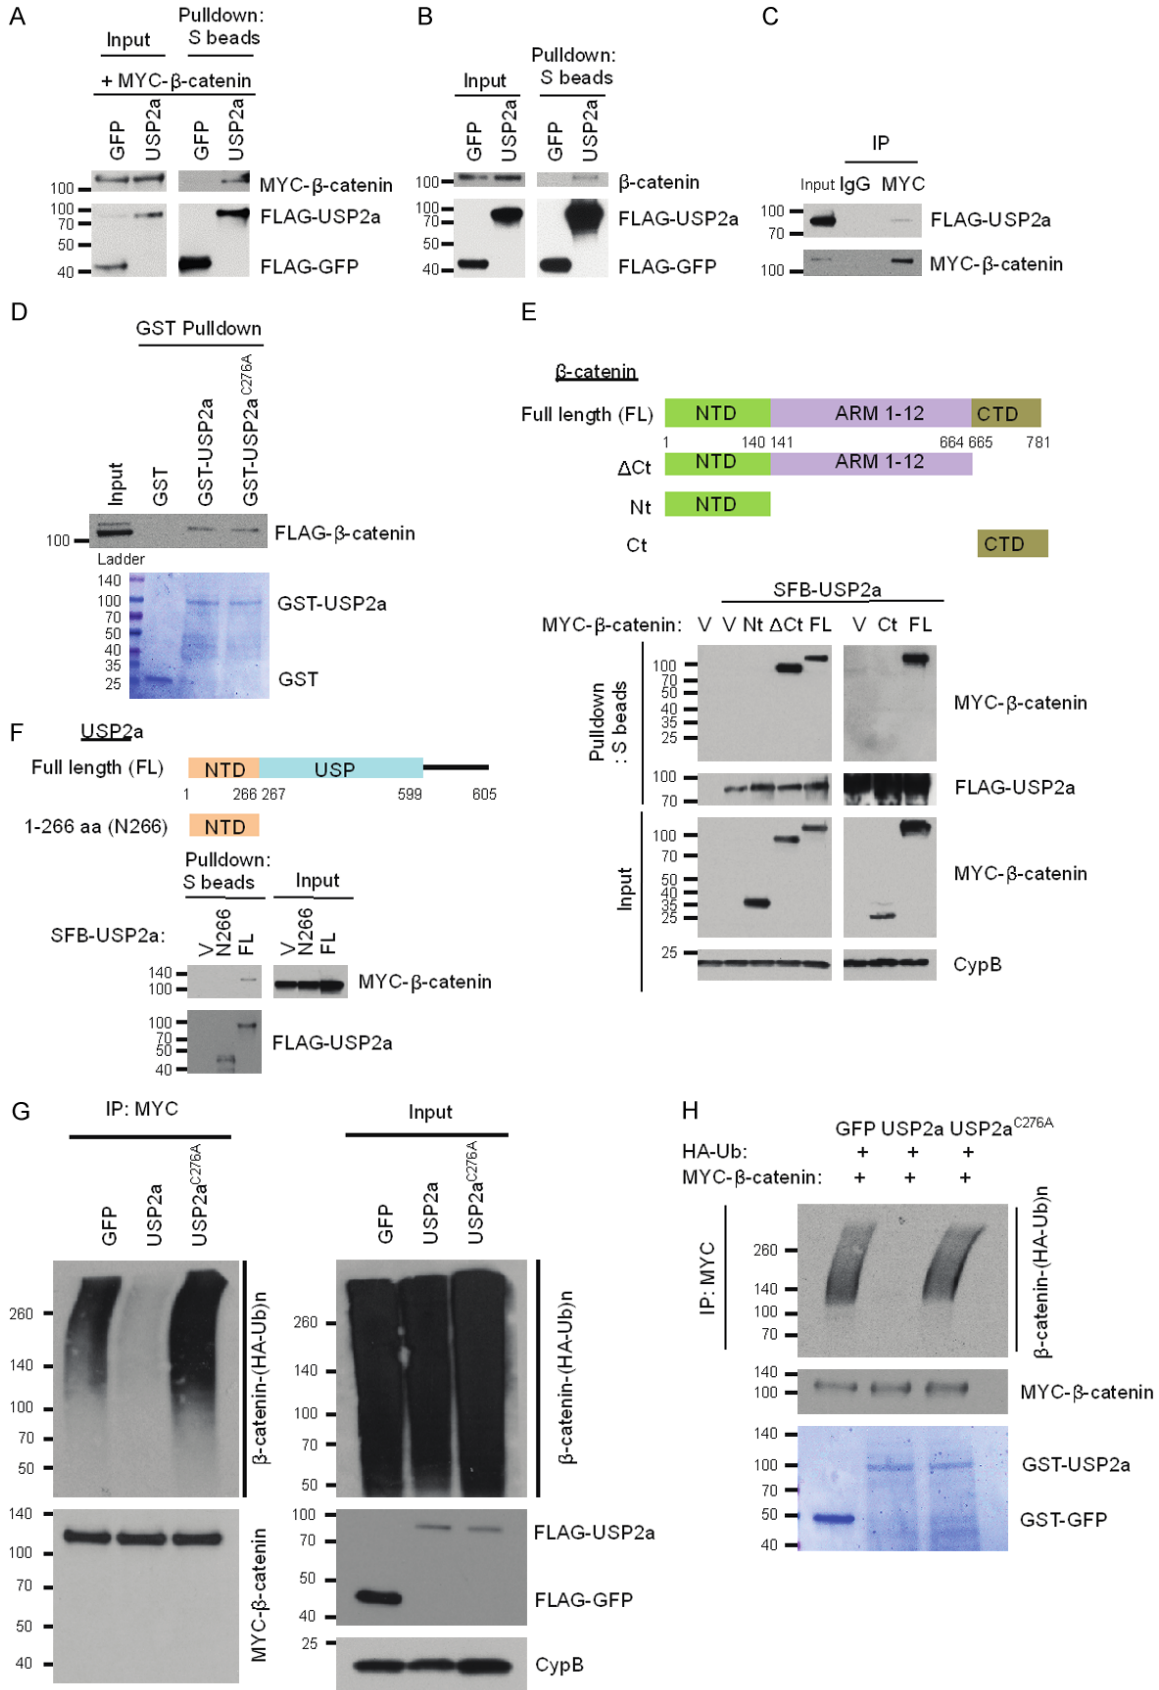 A
Pulldown:
Input S beads
+ MYC-β-catenin
GFP USP2a GFP USP2a
100 MYC-β-catenin
100
70 FLAG-USP2a
50
40 FLAG-GFP
B
Pulldown:
Input S beads
GFP USP2a GFP USP2a
100 β-catenin
100
70 FLAG-USP2a
50
40 FLAG-GFP
C
IP
Input IgG MYC
100 FLAG-USP2a
70
100 MYC-β-catenin
D
GST Pulldown
Input GST GST-USP2a GST-USP2aC276A
100 FLAG-β-catenin
Ladder
140
100 GST-USP2a
70
50
40
35
25 GST
E
β-catenin
Full length (FL) NTD ARM 1-12 CTD
1 140 141 664 665 781
ΔCt NTD ARM 1-12
Nt NTD
Ct CTD
SFB-USP2a
MYC-β-catenin: V V Nt ΔCt FL V Ct FL
Pulldown
: S beads
100
70
50
40
35
25
MYC-β-catenin
100
70
FLAG-USP2a
Input
100
70
50
40
35
25
MYC-β-catenin
25
CypB
F
USP2a
Full length (FL) NTD USP
1 266 267 599 605
1-266 aa (N266) NTD
Pulldown:
S beads Input
SFB-USP2a: V N266 FL V N266 FL
140
100 MYC-β-catenin
100
70
50
40
FLAG-USP2a
G
IP: MYC Input
GFP USP2a USP2aC276A GFP USP2a USP2aC276A
260
140
100
70
50
β-catenin-(HA-Ub)n
260
140
100
70
50
β-catenin-(HA-Ub)n
140
100
70
50
40
MYC-β-catenin
100
70
50
40
FLAG-USP2a
FLAG-GFP
25
CypB
H
GFP USP2a USP2aC276A
HA-Ub: + + +
MYC-β-catenin: + + +
IP: MYC
260
140
100
70
β-catenin-(HA-Ub)n
140
100
MYC-β-catenin
140
100
70
50
40
GST-USP2a
GST-GFP